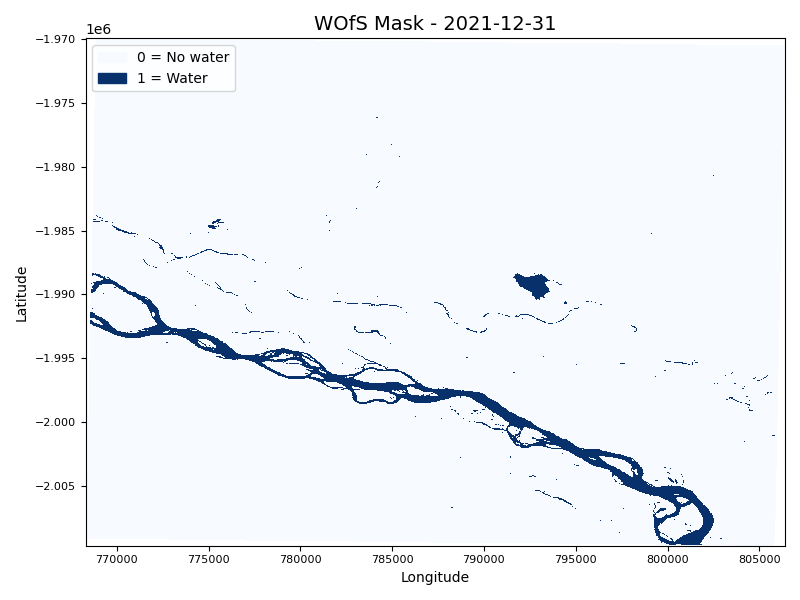 WOfS Mask - 2021-12-31
1e6
0 = No water
1 = Water
−1.970
−1.975
−1.980
−1.985
−1.990
−1.995
−2.000
−2.005
Latitude
770000 775000 780000 785000 790000 795000 800000 805000
Longitude